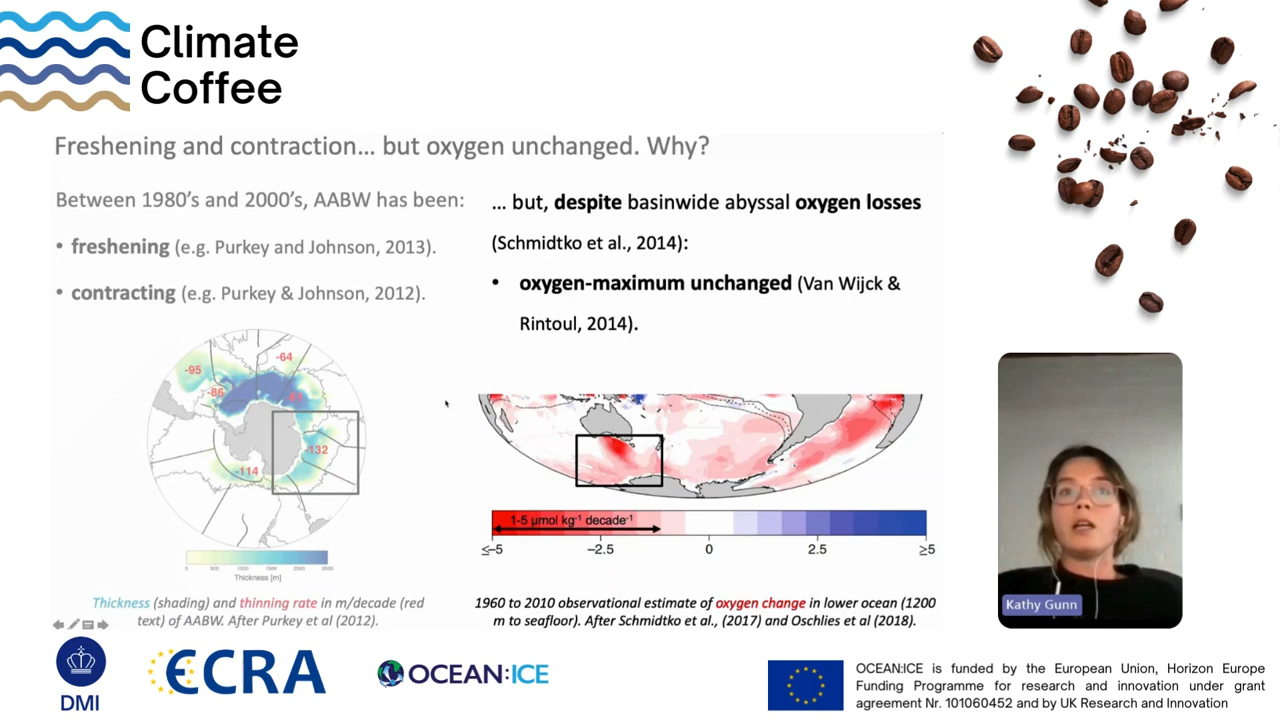 Climate
Coffee
Freshening and contraction... but oxygen unchanged. Why?
Between 1980's and 2000's, AABW has been:
• freshening (e.g. Purkey and Johnson, 2013).
• contracting (e.g. Purkey & Johnson, 2012).
... but, despite basinwide abyssal oxygen losses
(Schmidtko et al., 2014):
• oxygen-maximum unchanged (Van Wijck &
Rintoul, 2014).
-64
-95
-86
-132
-114
0 500 1000 1500 2000 2500
Thickness [m]
Thickness (shading) and thinning rate in m/decade (red
text) of AABW. After Purkey et al (2012).
1-5 µmol kg-1 decade-1
≤-5 −2.5 0 2.5 ≥5
1960 to 2010 observational estimate of oxygen change in lower ocean (1200
m to seafloor). After Schmidtko et al., (2017) and Oschlies et al (2018).
Kathy Gunn
DMI
ECRA
OCEAN:ICE
OCEAN:ICE is funded by the European Union, Horizon Europe
Funding Programme for research and innovation under grant
agreement Nr. 101060452 and by UK Research and Innovation